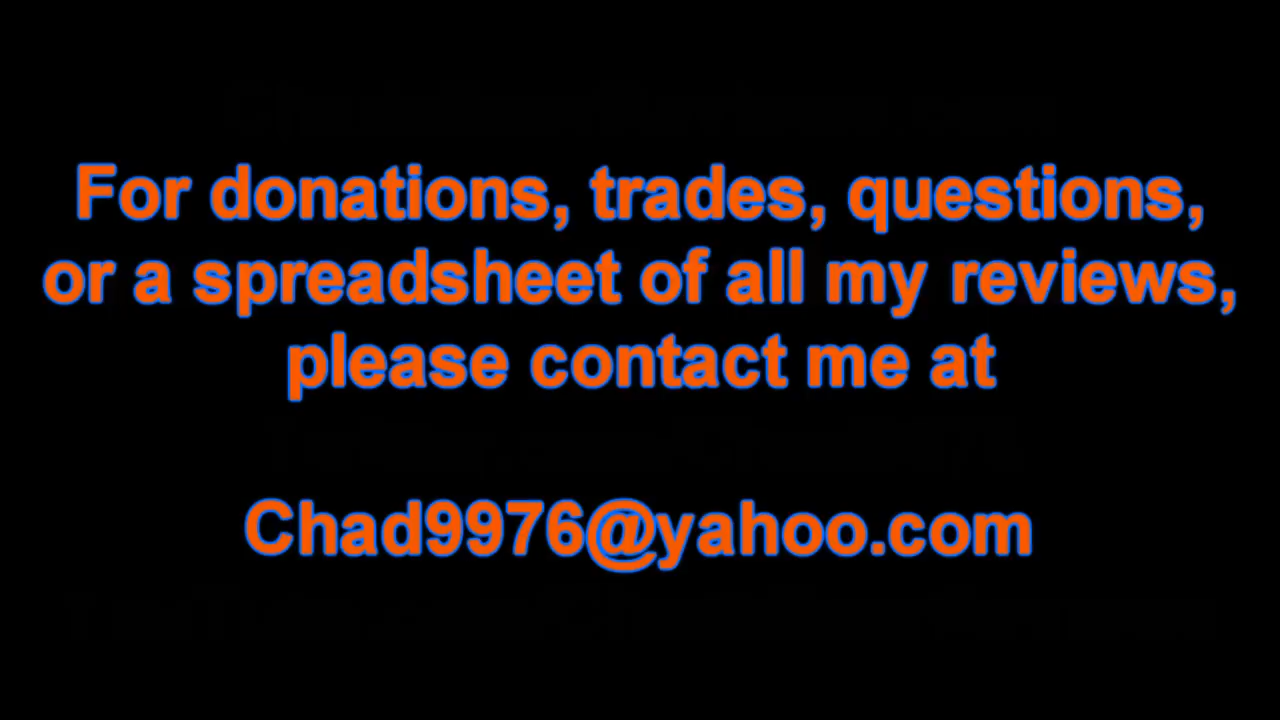 For donations, trades, questions,
or a spreadsheet of all my reviews,
please contact me at
Chad9976@yahoo.com